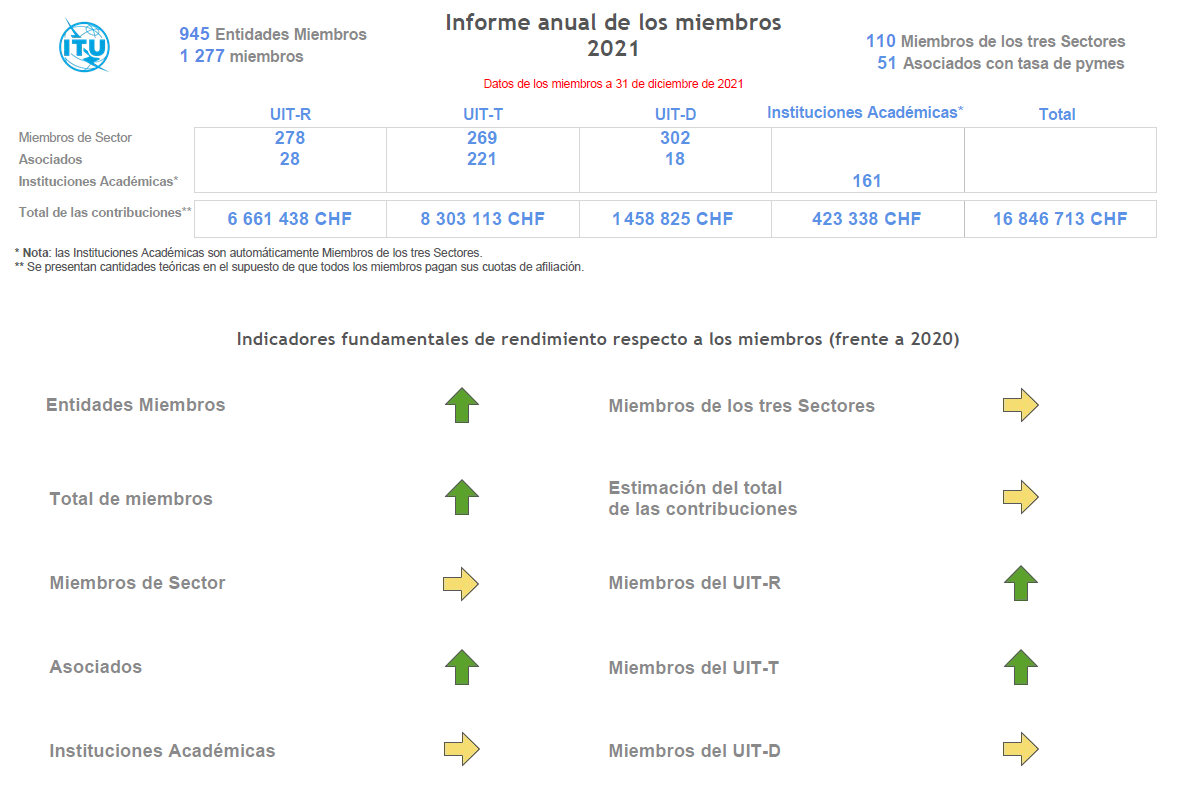 ITU
945 Entidades Miembros
1 277 miembros
Informe anual de los miembros
2021
110 Miembros de los tres Sectores
51 Asociados con tasa de pymes
Datos de los miembros a 31 de diciembre de 2021
UIT-R UIT-T UIT-D Instituciones Académicas* Total
Miembros de Sector 278 269 302
Asociados 28 221 18
Instituciones Académicas* 161
Total de las contribuciones** 6 661 438 CHF 8 303 113 CHF 1 458 825 CHF 423 338 CHF 16 846 713 CHF
* Nota: las Instituciones Académicas son automáticamente Miembros de los tres Sectores.
** Se presentan cantidades teóricas en el supuesto de que todos los miembros pagan sus cuotas de afiliación.
Indicadores fundamentales de rendimiento respecto a los miembros (frente a 2020)
Entidades Miembros
Miembros de los tres Sectores
Total de miembros
Estimación del total
de las contribuciones
Miembros de Sector
Miembros del UIT-R
Asociados
Miembros del UIT-T
Instituciones Académicas
Miembros del UIT-D